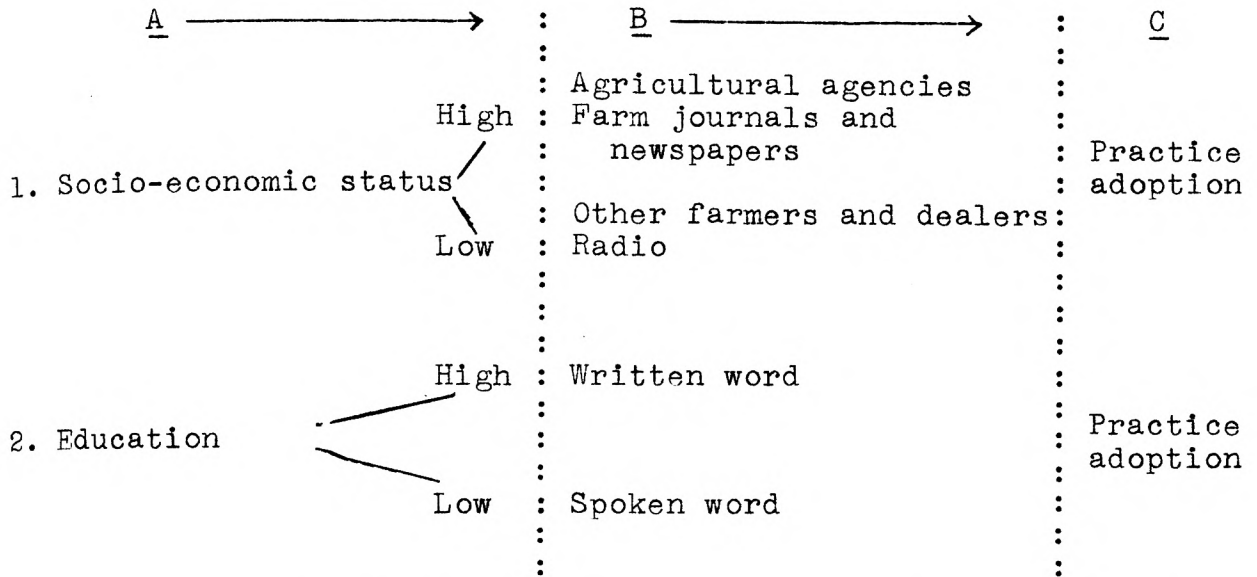 A B C
Agricultural agencies
High : Farm journals and
newspapers
Practice
1. Socio-economic status
adoption
Other farmers and dealers
Low : Radio
High : Written word
Practice
2. Education
adoption
Low : Spoken word